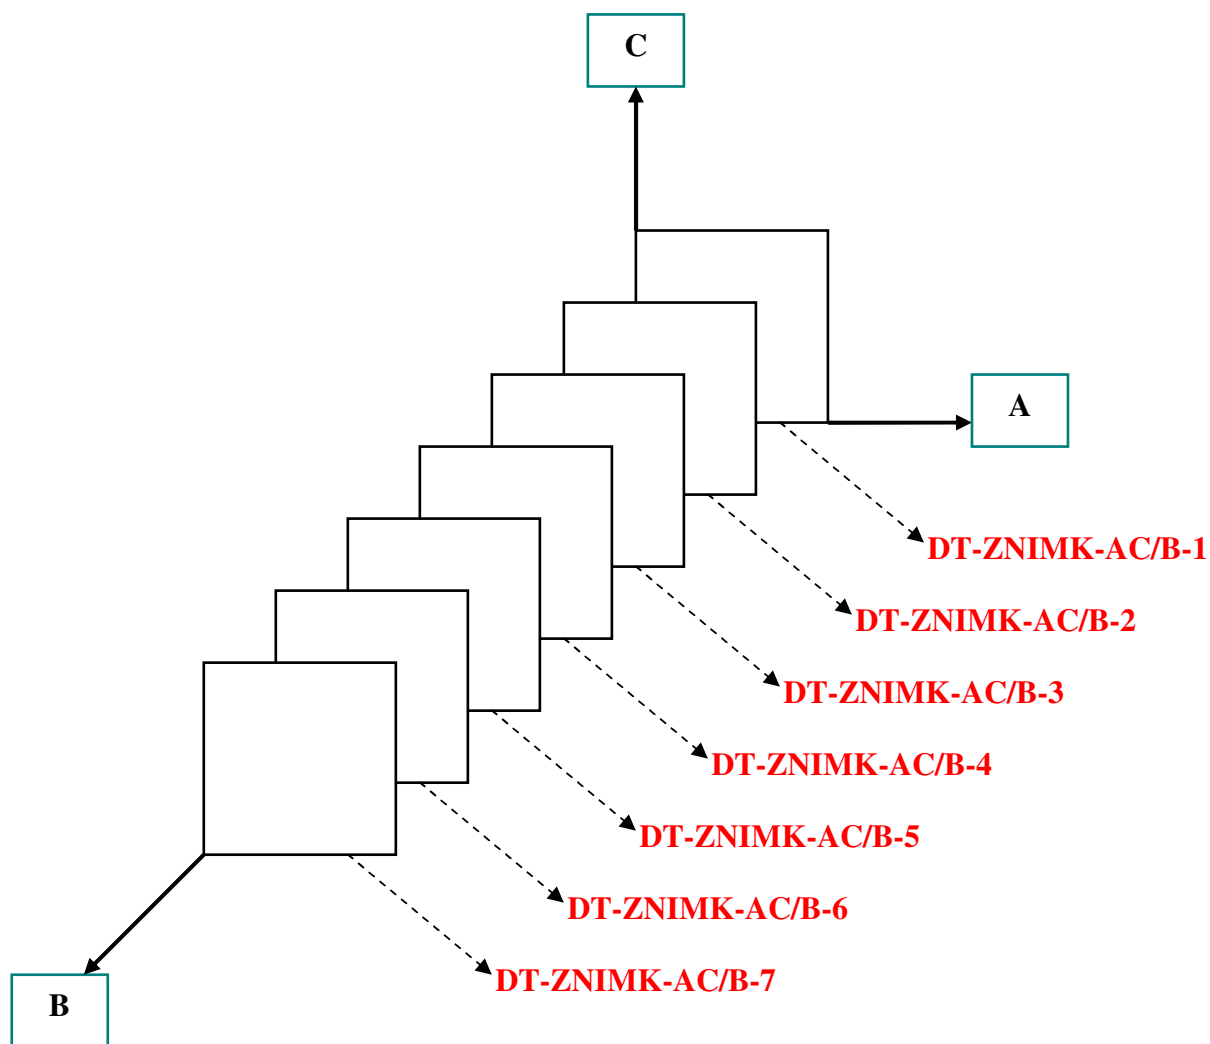 C
A
DT-ZNIMK-AC/B-1
DT-ZNIMK-AC/B-2
DT-ZNIMK-AC/B-3
DT-ZNIMK-AC/B-4
DT-ZNIMK-AC/B-5
DT-ZNIMK-AC/B-6
DT-ZNIMK-AC/B-7
B